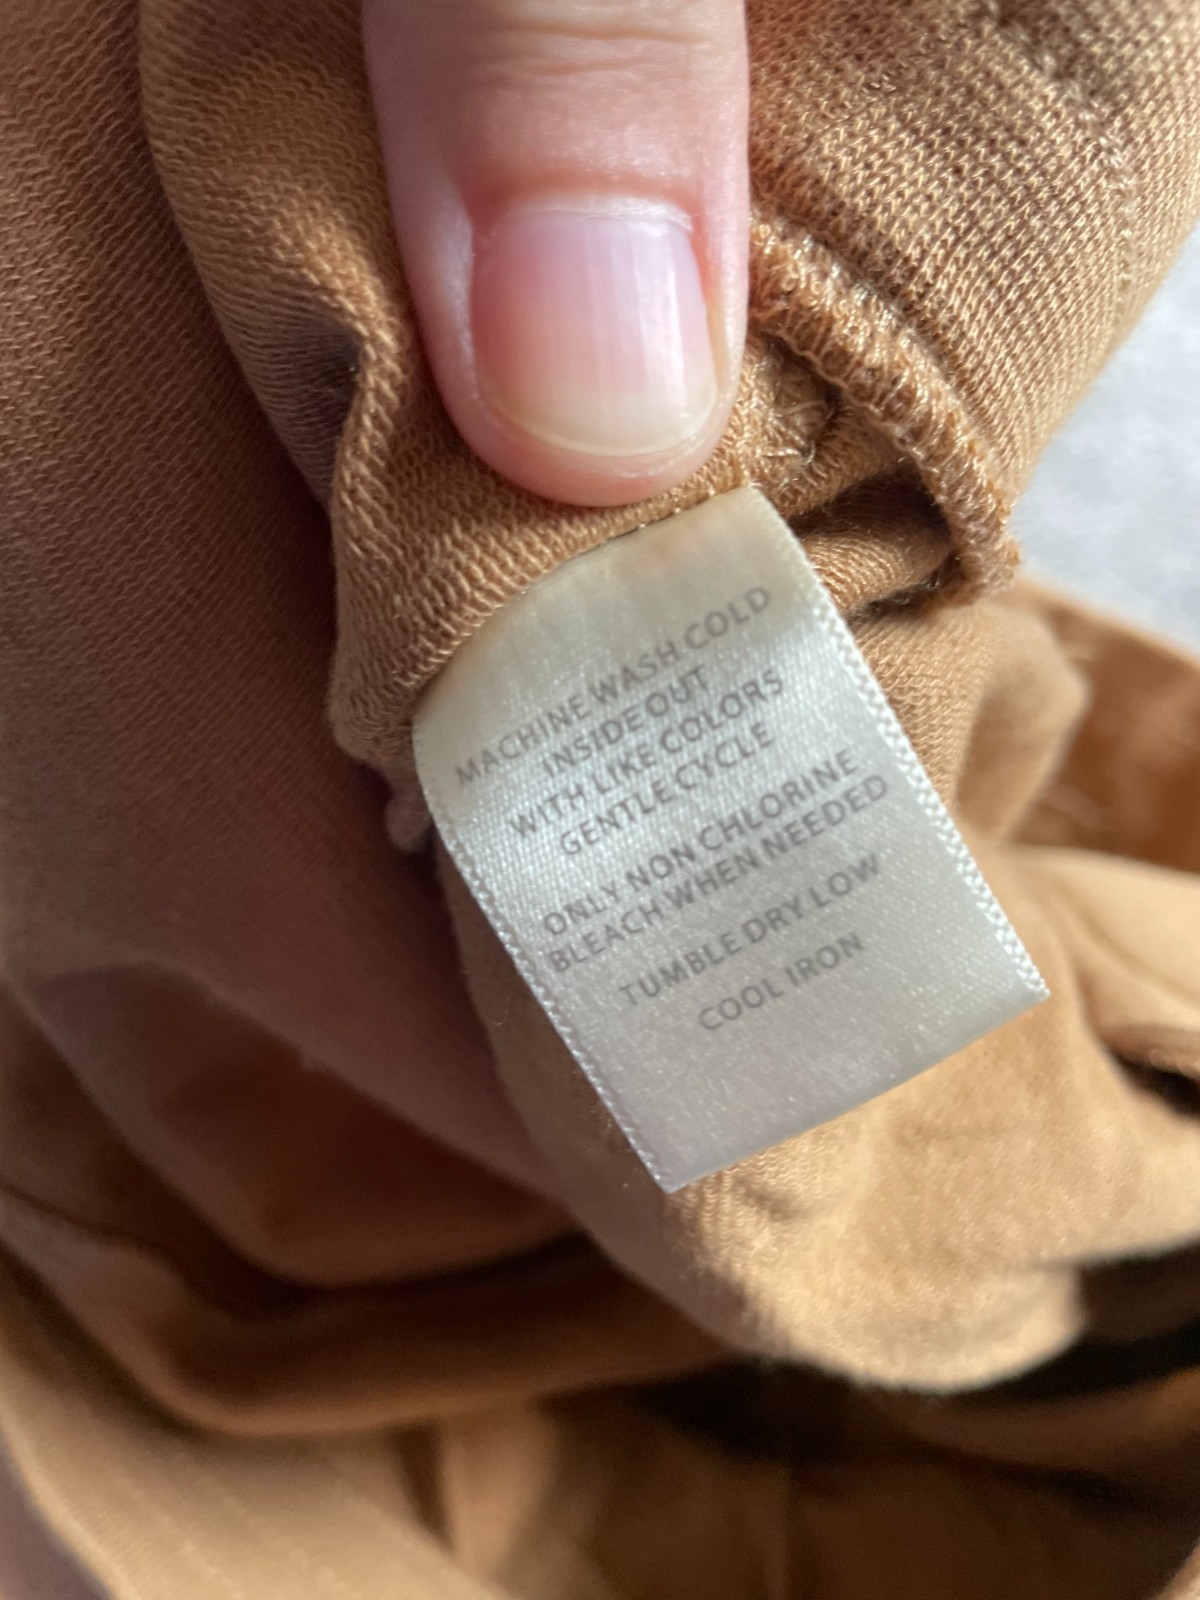 MACHINE WASH COLD
INSIDE OUT
WITH LIKE COLORS
GENTLE CYCLE
ONLY NON CHLORINE
BLEACH WHEN NEEDED
TUMBLE DRY LOW
COOL IRON